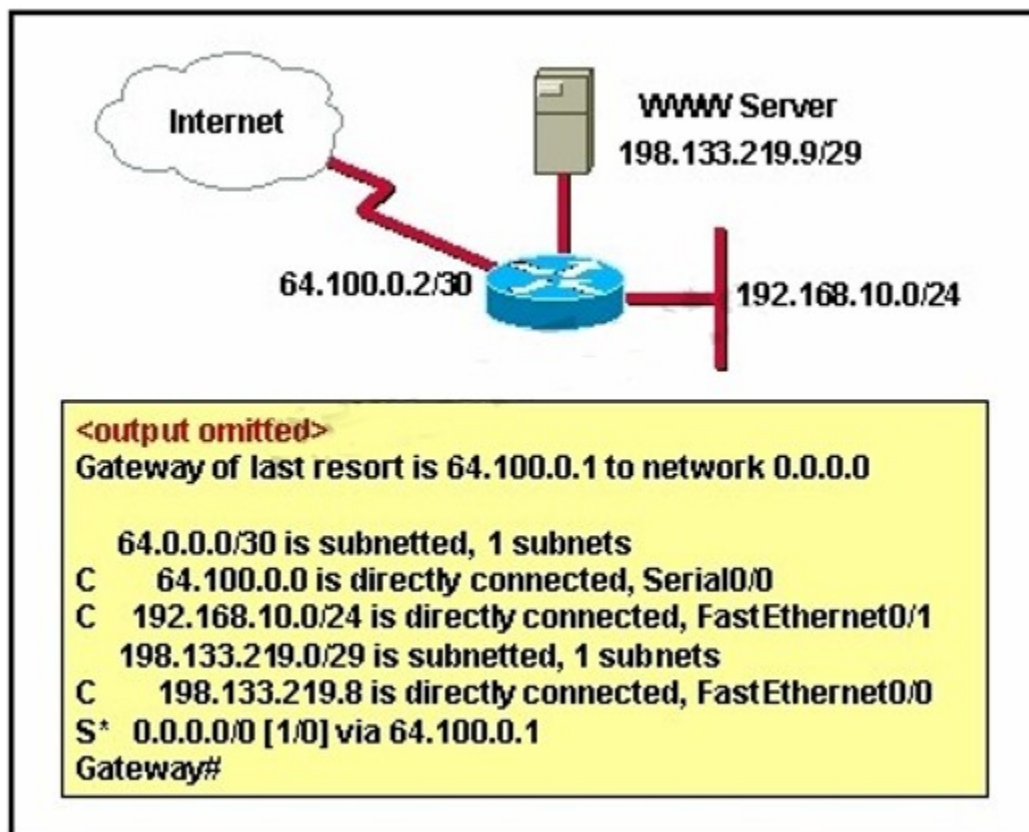 Internet
WWW Server
198.133.219.9/29
64.100.0.2/30
192.168.10.0/24
<output omitted>
Gateway of last resort is 64.100.0.1 to network 0.0.0.0
64.0.0.0/30 is subnetted, 1 subnets
C 64.100.0.0 is directly connected, Serial0/0
C 192.168.10.0/24 is directly connected, FastEthernet0/1
198.133.219.0/29 is subnetted, 1 subnets
C 198.133.219.8 is directly connected, FastEthernet0/0
S* 0.0.0.0/0 [1/0] via 64.100.0.1
Gateway#